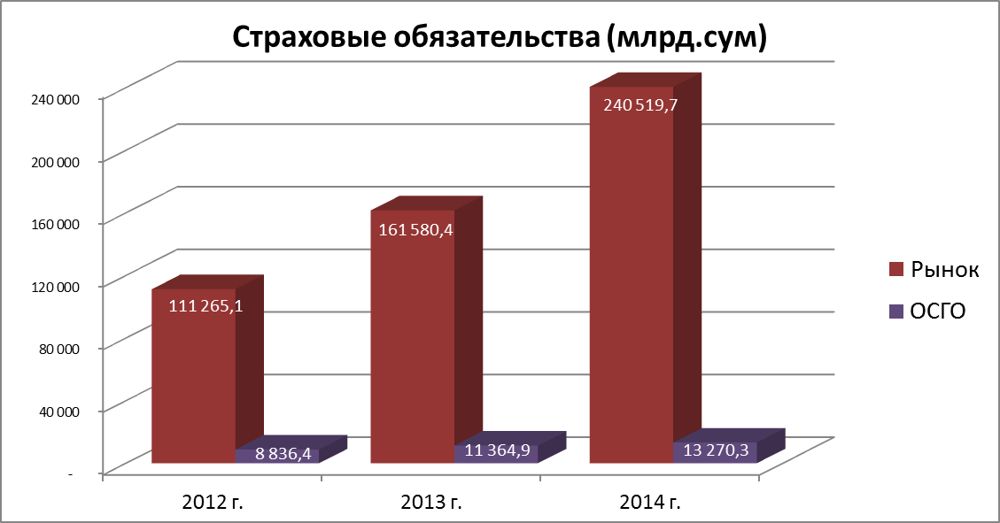 Страховые обязательства (млрд.сум)
240 000
200 000
160 000
120 000
80 000
40 000
-
111 265,1
8 836,4
161 580,4
11 364,9
240 519,7
13 270,3
2012 г.
2013 г.
2014 г.
Рынок
ОСГО